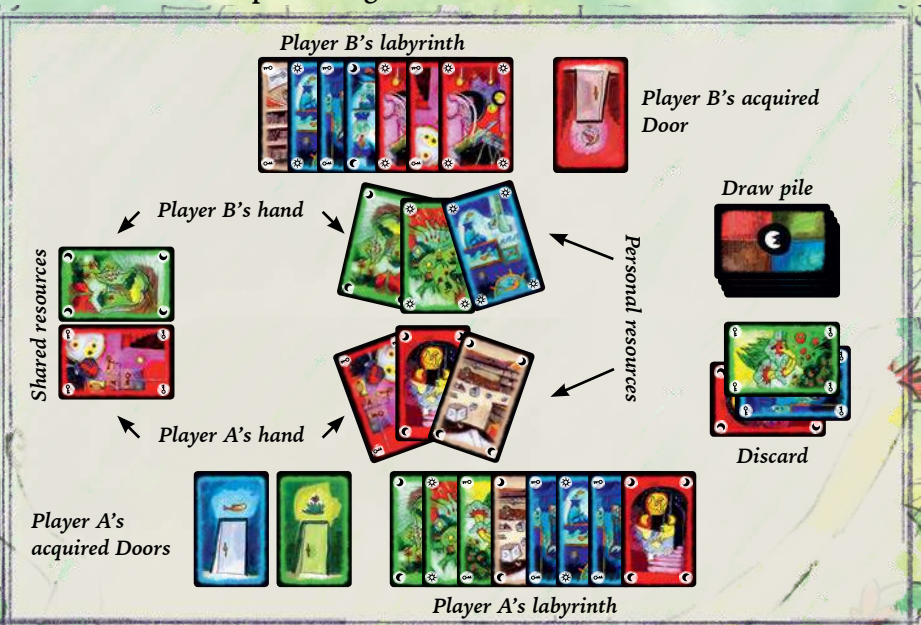 Player B's labyrinth
Player B's acquired
Door
Draw pile
Player B's hand
Shared resources
Personal resources
Player A's hand
Discard
Player A's
acquired Doors
Player A's labyrinth